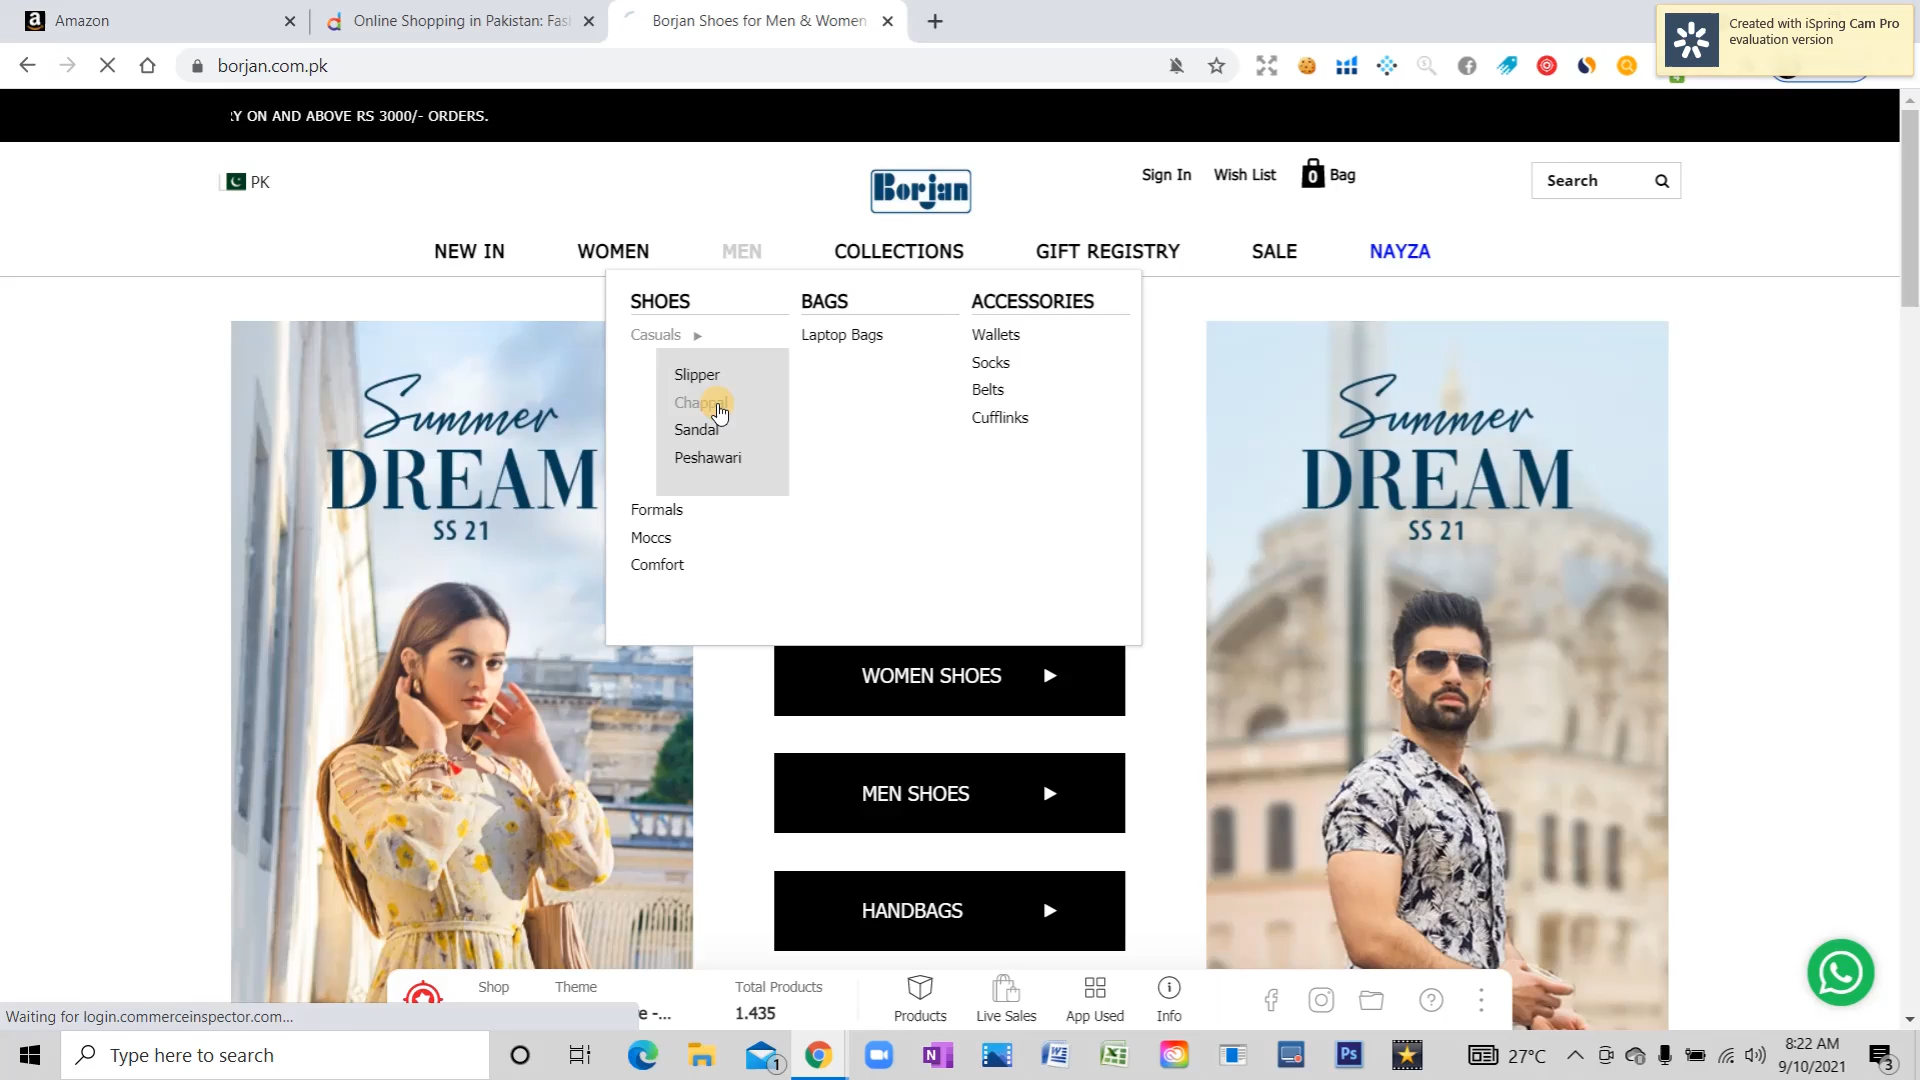 Amazon
Online Shopping in Pakistan: Fas
Borjan Shoes for Men & Women
Created with iSpring Cam Pro
evaluation version
borjan.com.pk
RY ON AND ABOVE RS 3000/- ORDERS.
PK
Borjan
Sign In
Wish List
0
Bag
Search
NEW IN
WOMEN
MEN
COLLECTIONS
GIFT REGISTRY
SALE
NAYZA
SHOES
BAGS
ACCESSORIES
Casuals
Laptop Bags
Wallets
Slipper
Socks
Chappal
Belts
Sandal
Cufflinks
Peshawari
Formals
Moccs
Comfort
Summer
DREAM
SS 21
Summer
DREAM
SS 21
WOMEN SHOES
MEN SHOES
HANDBAGS
Shop
Theme
Total Products
e -...
1.435
Products
Live Sales
App Used
Info
Waiting for login.commerceinspector.com...
Type here to search
1
27°C
8:22 AM
9/10/2021
3